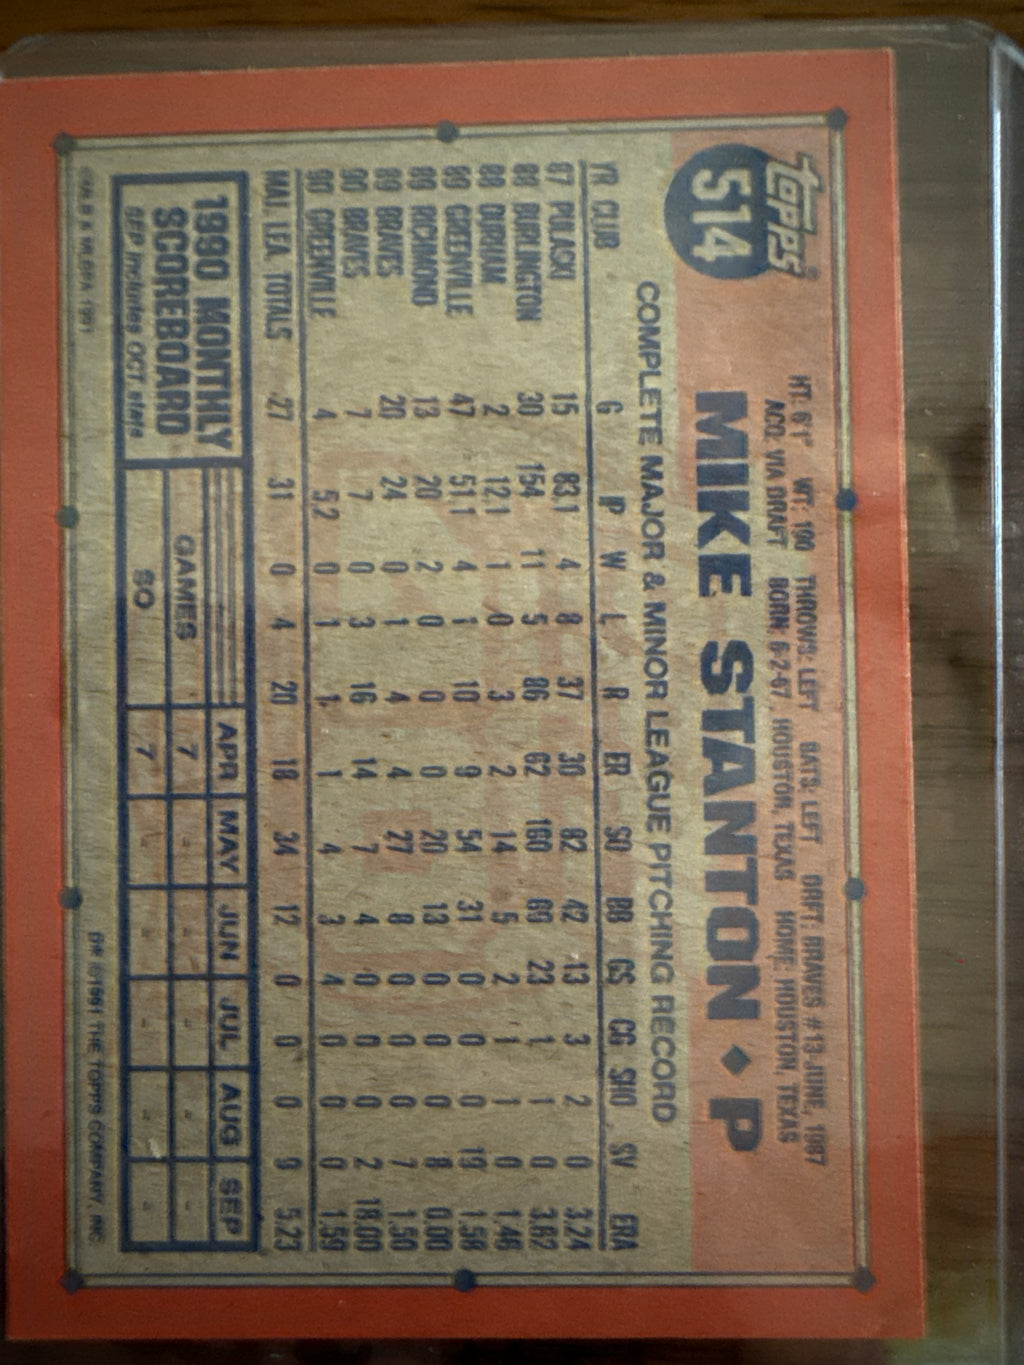 Topps®
514
HT: 6'1" WT: 190 THROWS: LEFT BATS: LEFT DRFT: BRAVES #13-JUNE, 1987
ACQ: VIA DRAFT BORN: 6-2-67, HOUSTON, TEXAS HOME: HOUSTON, TEXAS
MIKE STANTON ◆ P
COMPLETE MAJOR & MINOR LEAGUE PITCHING RECORD
YR CLUB G IP W L R ER SO BB GS CG SHO SV ERA
87 PULASKI 15 83.1 4 8 37 30 82 42 13 3 2 0 3.24
88 BURLINGTON 30 154 11 5 86 62 160 69 23 1 1 0 3.62
88 DURHAM 2 12.1 1 0 3 2 14 5 2 1 1 0 1.46
89 GREENVILLE 47 51.1 4 1 10 9 54 31 0 0 0 19 1.58
89 RICHMOND 13 20 2 0 0 0 20 13 0 0 0 8 0.00
89 BRAVES 20 24 0 1 4 4 27 8 0 0 0 7 1.50
90 BRAVES 7 7 0 3 16 14 7 4 0 0 0 2 18.00
90 GREENVILLE 4 5.2 0 1 1 1 4 3 4 0 0 0 1.59
MAJ. LEA. TOTALS 27 31 0 4 20 18 34 12 0 0 0 9 5.23
1990 MONTHLY SCOREBOARD
SEP includes OCT. stats
APR MAY JUN JUL AUG SEP
GAMES 7 - - - - -
SO 7 - - - - -
©M.L.B. & MLBPA 1991
B* ©1991 THE TOPPS COMPANY, INC.